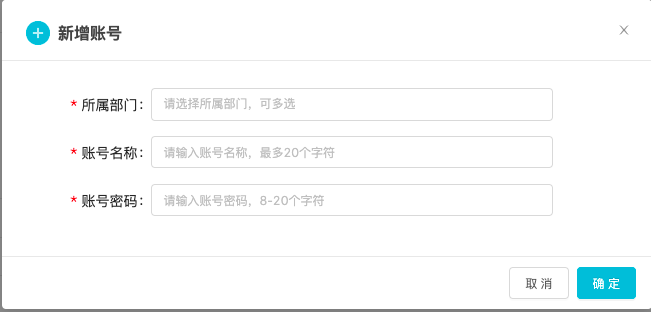 新增账号
* 所属部门： 请选择所属部门，可多选
* 账号名称： 请输入账号名称，最多20个字符
* 账号密码： 请输入账号密码，8-20个字符
取 消 确 定